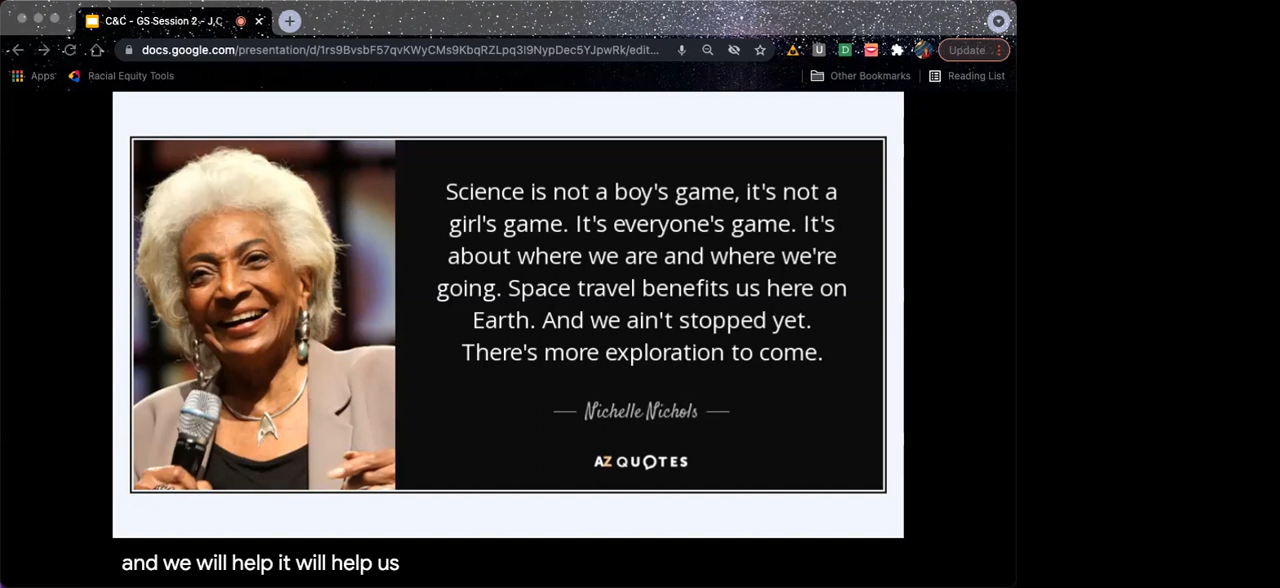 C&C - GS Session 2 - J,C
docs.google.com/presentation/d/1rs9BvsbF57qvKWyCMs9KbqRZLpq3I9NypDec5YJpwRk/edit...
Update
Apps
Racial Equity Tools
Other Bookmarks
Reading List
Science is not a boy's game, it's not a
girl's game. It's everyone's game. It's
about where we are and where we're
going. Space travel benefits us here on
Earth. And we ain't stopped yet.
There's more exploration to come.
Nichelle Nichols
AZ QUOTES
and we will help it will help us